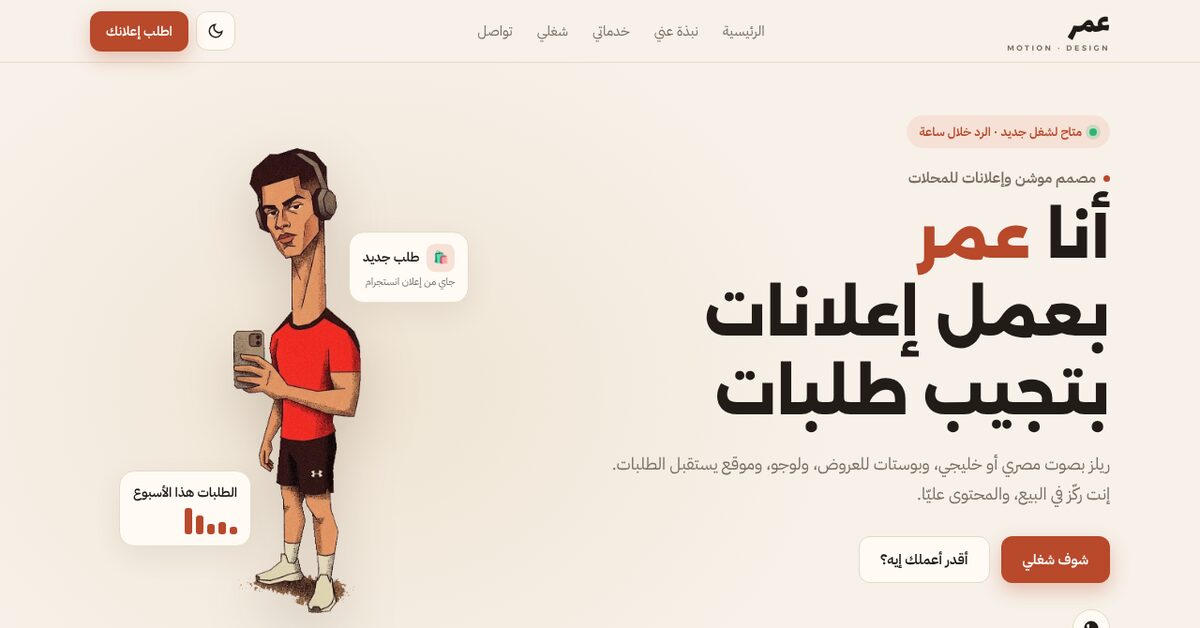 عمر
MOTION · DESIGN
الرئيسية
نبذة عني
خدماتي
شغلي
تواصل
اطلب إعلانك
متاح لشغل جديد · الرد خلال ساعة
مصمم موشن وإعلانات للمحلات
أنا عمر
بعمل إعلانات
بتجيب طلبات
ريلز بصوت مصري أو خليجي، وبوستات للعروض، ولوجو، وموقع يستقبل الطلبات.
إنت ركّز في البيع، والمحتوى عليّا.
شوف شغلي
أقدر أعملك إيه؟
طلب جديد
جاي من إعلان انستجرام
الطلبات هذا الأسبوع